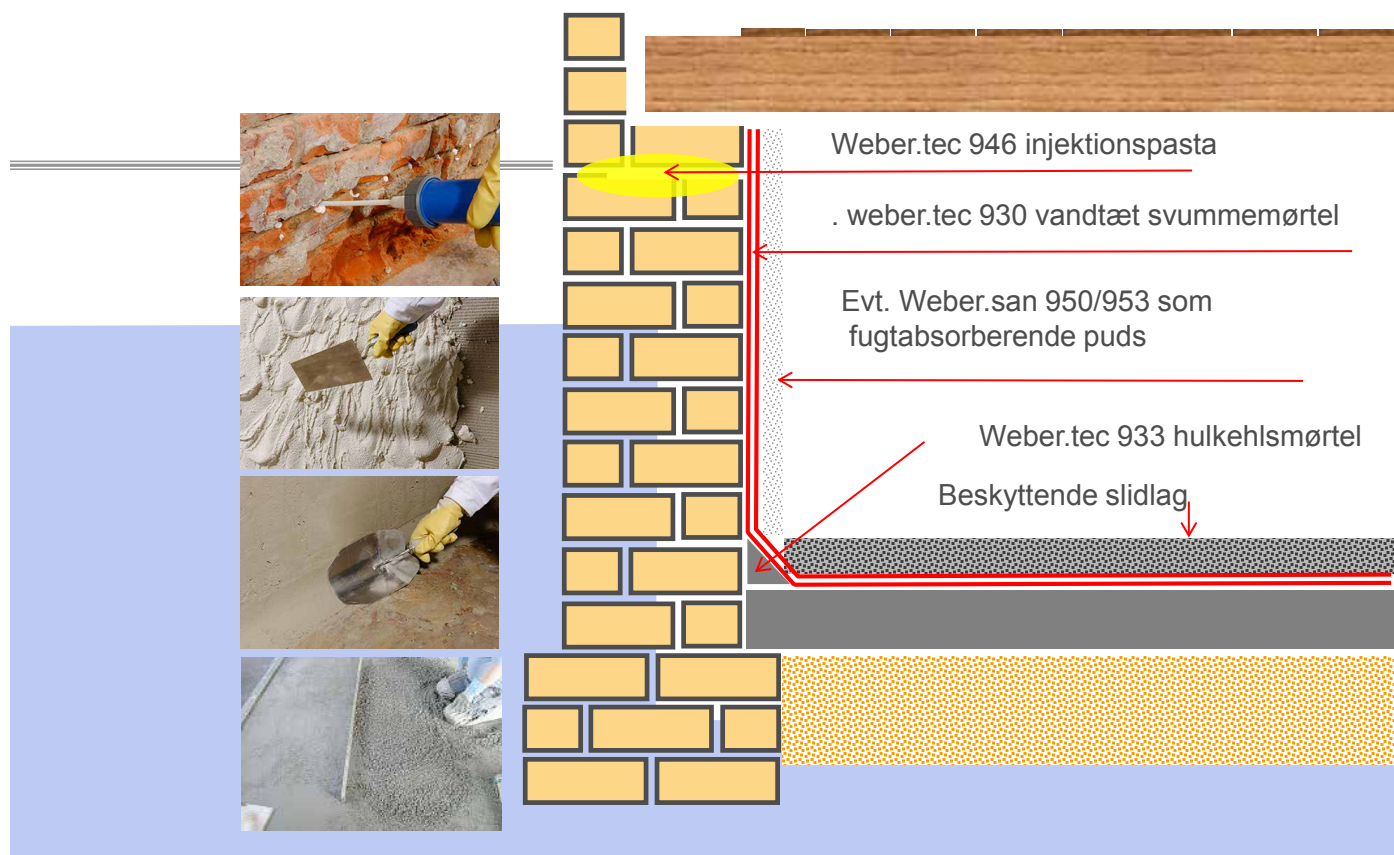 Weber.tec 946 injektionspasta
. weber.tec 930 vandtæt svummemørtel
Evt. Weber.san 950/953 som
fugtabsorberende puds
Weber.tec 933 hulkehlsmørtel
Beskyttende slidlag